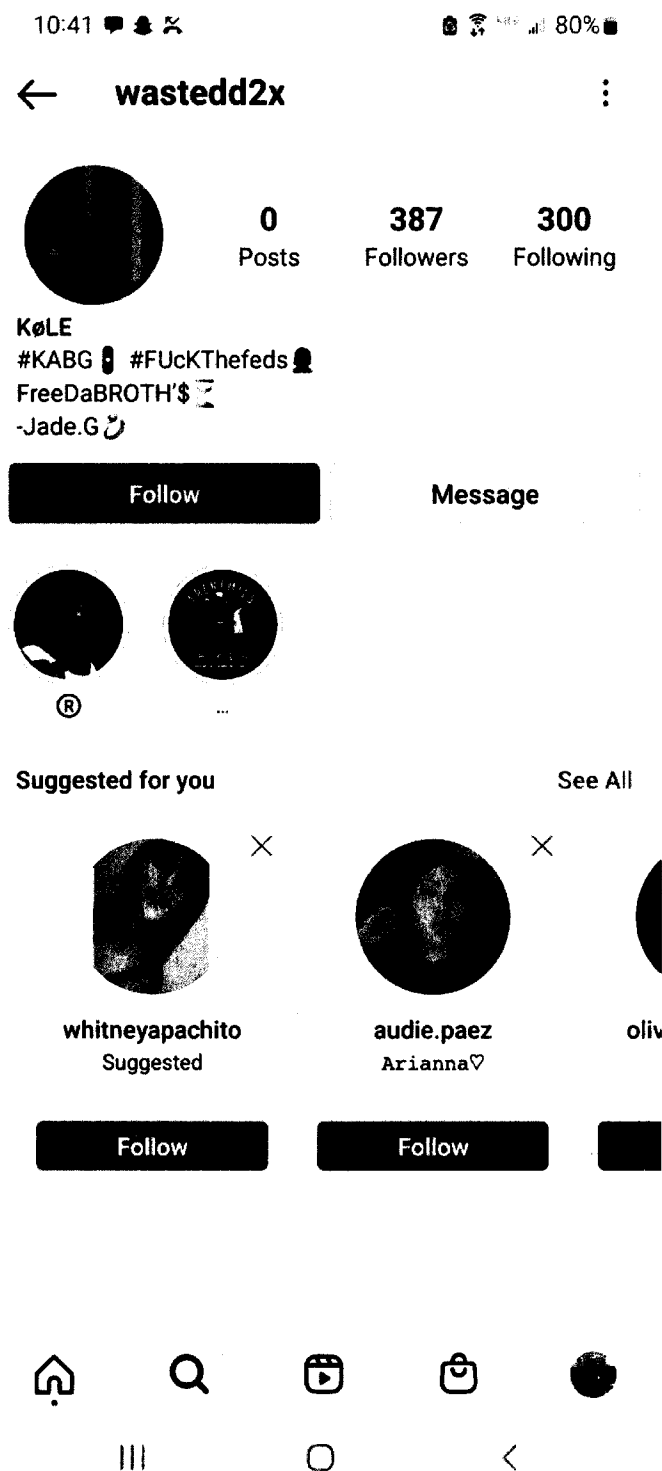 10:41 80%
wastedd2x
0 387 300
Posts Followers Following
KøLE
#KABG #FUcKThefeds
FreeDaBROTH'$
-Jade.G
Follow Message
® ...
Suggested for you See All
whitneyapachito audie.paez oliv
Suggested Arianna♡
Follow Follow